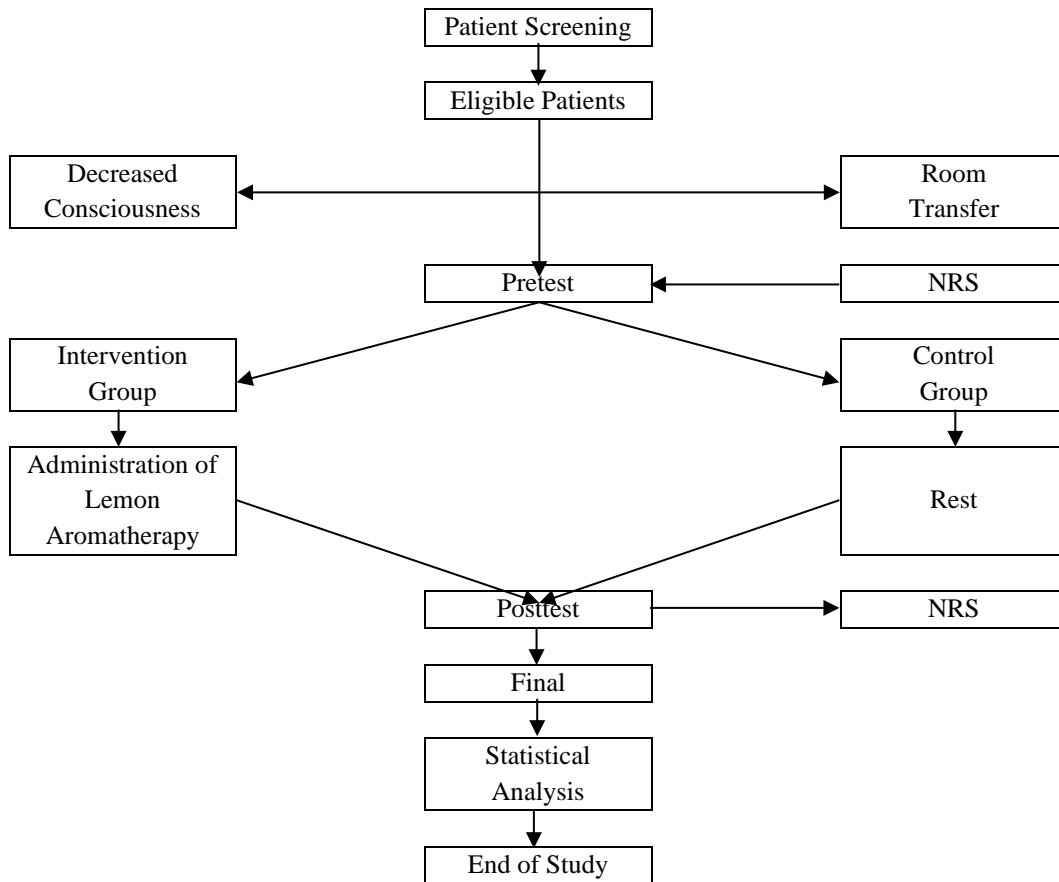 Patient Screening
Eligible Patients
Decreased
Consciousness
Room
Transfer
Pretest
NRS
Intervention
Group
Control
Group
Administration of
Lemon
Aromatherapy
Rest
Posttest
NRS
Final
Statistical
Analysis
End of Study